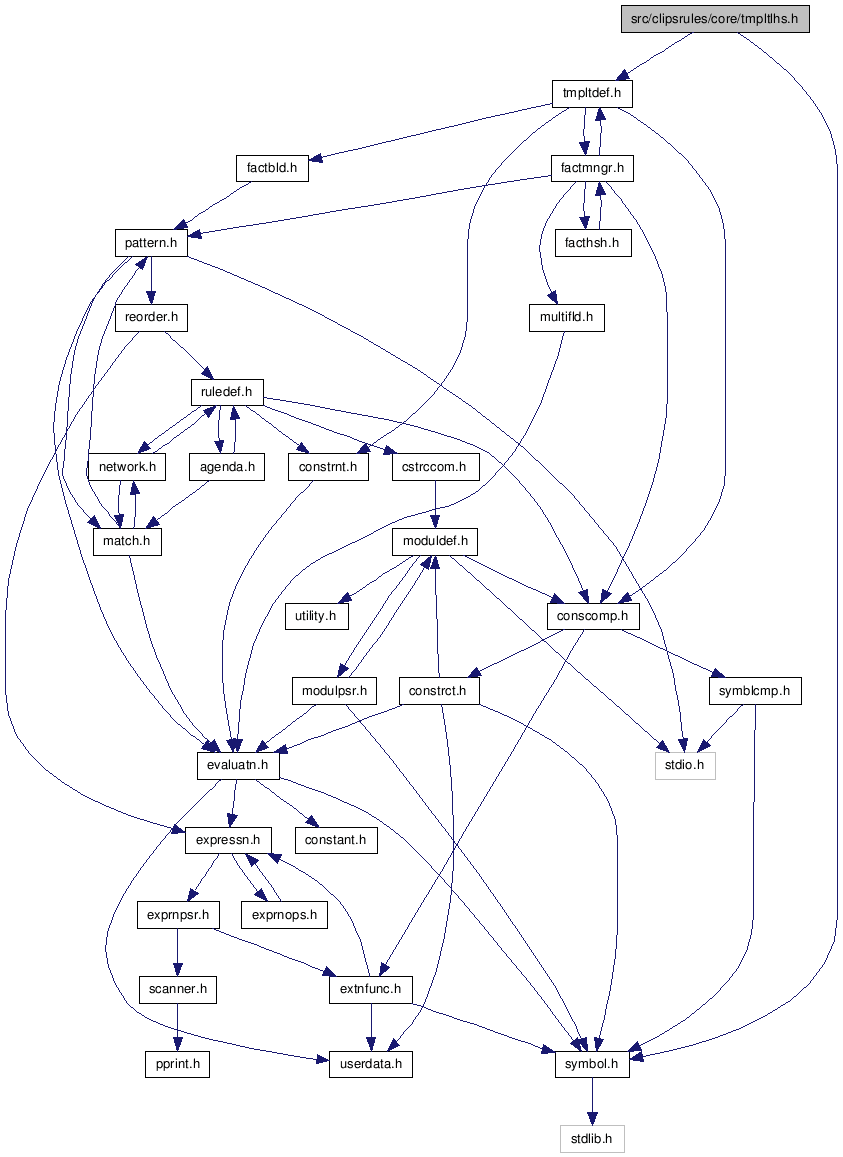 src/clipsrules/core/tmpltlhs.h
tmpltdef.h
factbld.h
factmngr.h
pattern.h
facthsh.h
reorder.h
multifld.h
ruledef.h
network.h
agenda.h
constrnt.h
cstrccom.h
match.h
moduldef.h
utility.h
conscomp.h
modulpsr.h
constrct.h
symblcmp.h
evaluatn.h
stdio.h
expressn.h
constant.h
exprnpsr.h
exprnops.h
scanner.h
extnfunc.h
pprint.h
userdata.h
symbol.h
stdlib.h